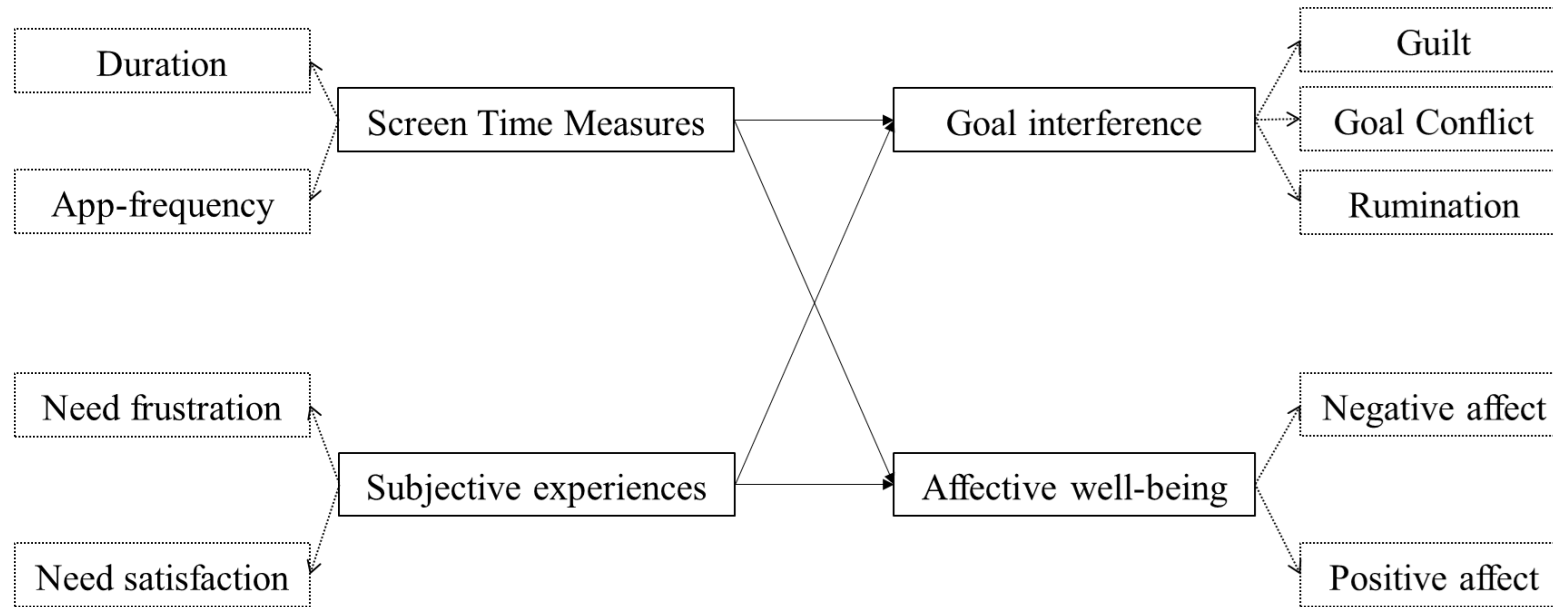 Duration
App-frequency
Screen Time Measures
Need frustration
Need satisfaction
Subjective experiences
Goal interference
Guilt
Goal Conflict
Rumination
Affective well-being
Negative affect
Positive affect